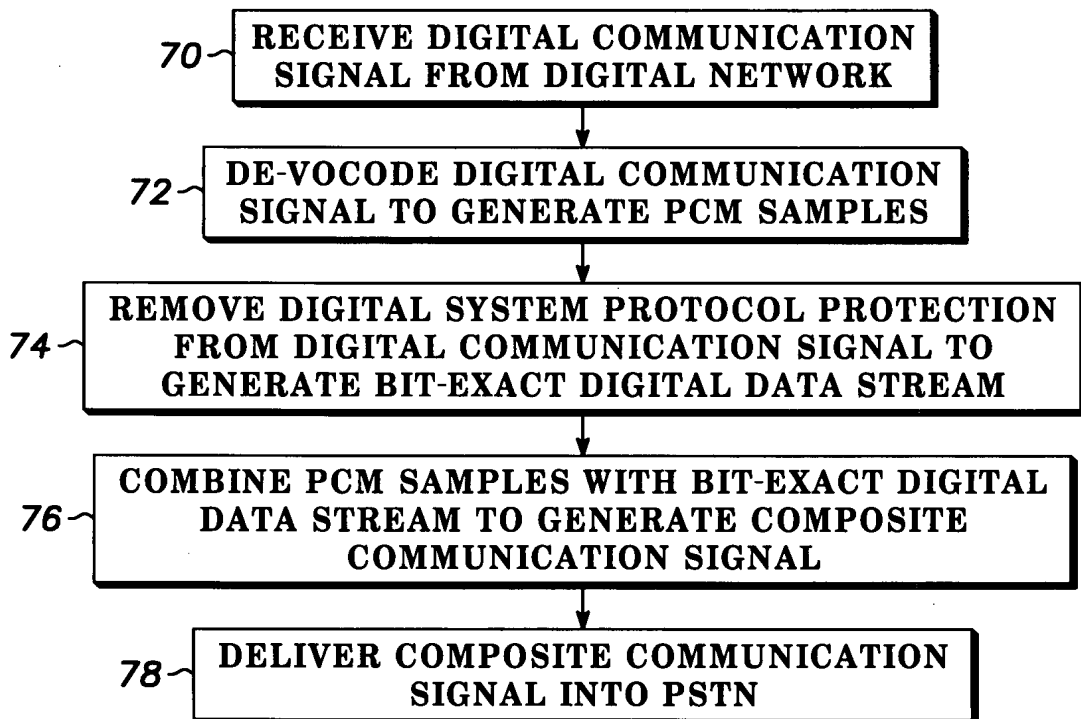 70
RECEIVE DIGITAL COMMUNICATION
SIGNAL FROM DIGITAL NETWORK
72
DE-VOCODE DIGITAL COMMUNICATION
SIGNAL TO GENERATE PCM SAMPLES
74
REMOVE DIGITAL SYSTEM PROTOCOL PROTECTION
FROM DIGITAL COMMUNICATION SIGNAL TO
GENERATE BIT-EXACT DIGITAL DATA STREAM
76
COMBINE PCM SAMPLES WITH BIT-EXACT DIGITAL
DATA STREAM TO GENERATE COMPOSITE
COMMUNICATION SIGNAL
78
DELIVER COMPOSITE COMMUNICATION
SIGNAL INTO PSTN